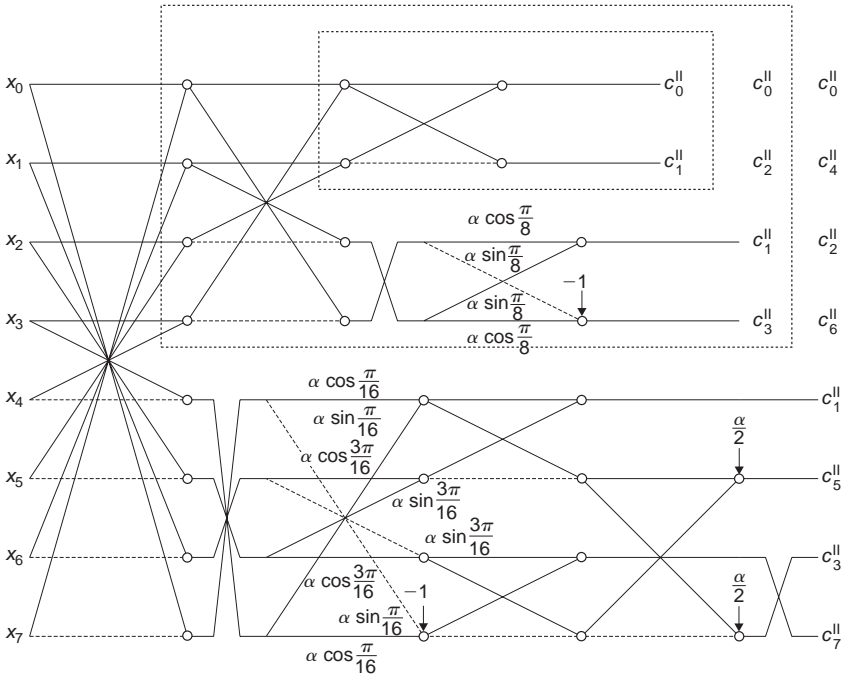 x₀ c₀ᴵᴵ c₀ᴵᴵ c₀ᴵᴵ
x₁ c₁ᴵᴵ c₂ᴵᴵ c₄ᴵᴵ
α cos π/8
x₂ c₁ᴵᴵ c₂ᴵᴵ
α sin π/8
−1
α sin π/8
x₃ c₃ᴵᴵ c₆ᴵᴵ
α cos π/8
α cos π/16
x₄ c₁ᴵᴵ
α sin π/16
α/2
α cos 3π/16
x₅ c₅ᴵᴵ
α sin 3π/16
α sin 3π/16
x₆ c₃ᴵᴵ
α cos 3π/16
−1 α/2
α sin π/16
x₇ c₇ᴵᴵ
α cos π/16